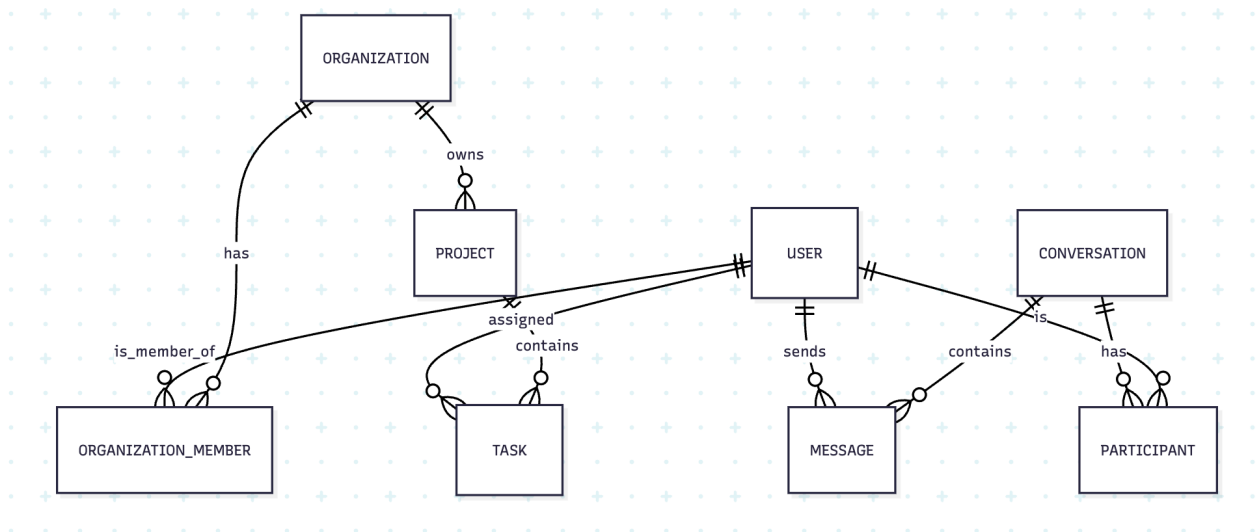 ORGANIZATION
owns
has
PROJECT
USER
CONVERSATION
assigned
is
is_member_of
contains
sends
contains
has
ORGANIZATION_MEMBER
TASK
MESSAGE
PARTICIPANT